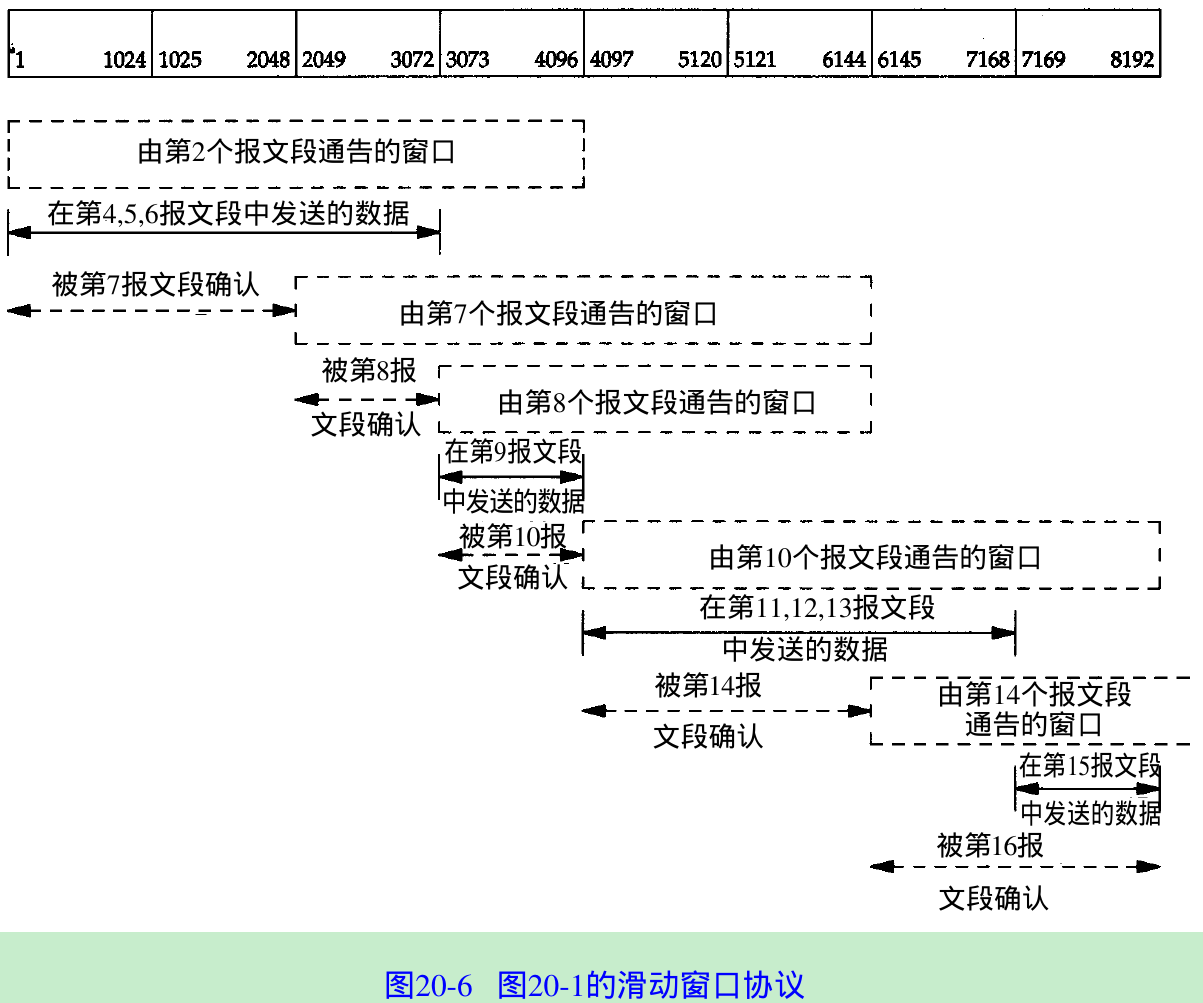 1 1024 1025 2048 2049 3072 3073 4096 4097 5120 5121 6144 6145 7168 7169 8192
由第2个报文段通告的窗口
在第4,5,6报文段中发送的数据
被第7报文段确认
由第7个报文段通告的窗口
被第8报
文段确认
由第8个报文段通告的窗口
在第9报文段
中发送的数据
被第10报
文段确认
由第10个报文段通告的窗口
在第11,12,13报文段
中发送的数据
被第14报
文段确认
由第14个报文段
通告的窗口
在第15报文段
中发送的数据
被第16报
文段确认
图20-6 图20-1的滑动窗口协议